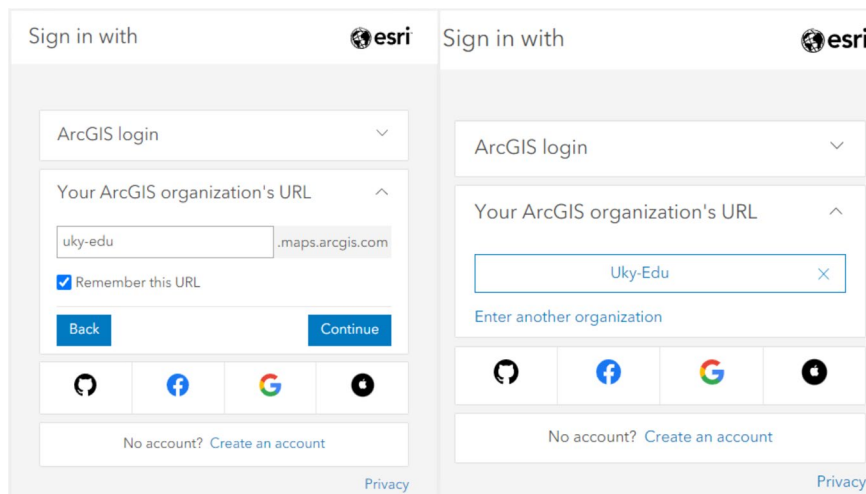 Sign in with
esri
ArcGIS login
Your ArcGIS organization's URL
uky-edu
.maps.arcgis.com
Remember this URL
Back
Continue
No account? Create an account
Privacy
Sign in with
esri
ArcGIS login
Your ArcGIS organization's URL
Uky-Edu
Enter another organization
No account? Create an account
Privacy